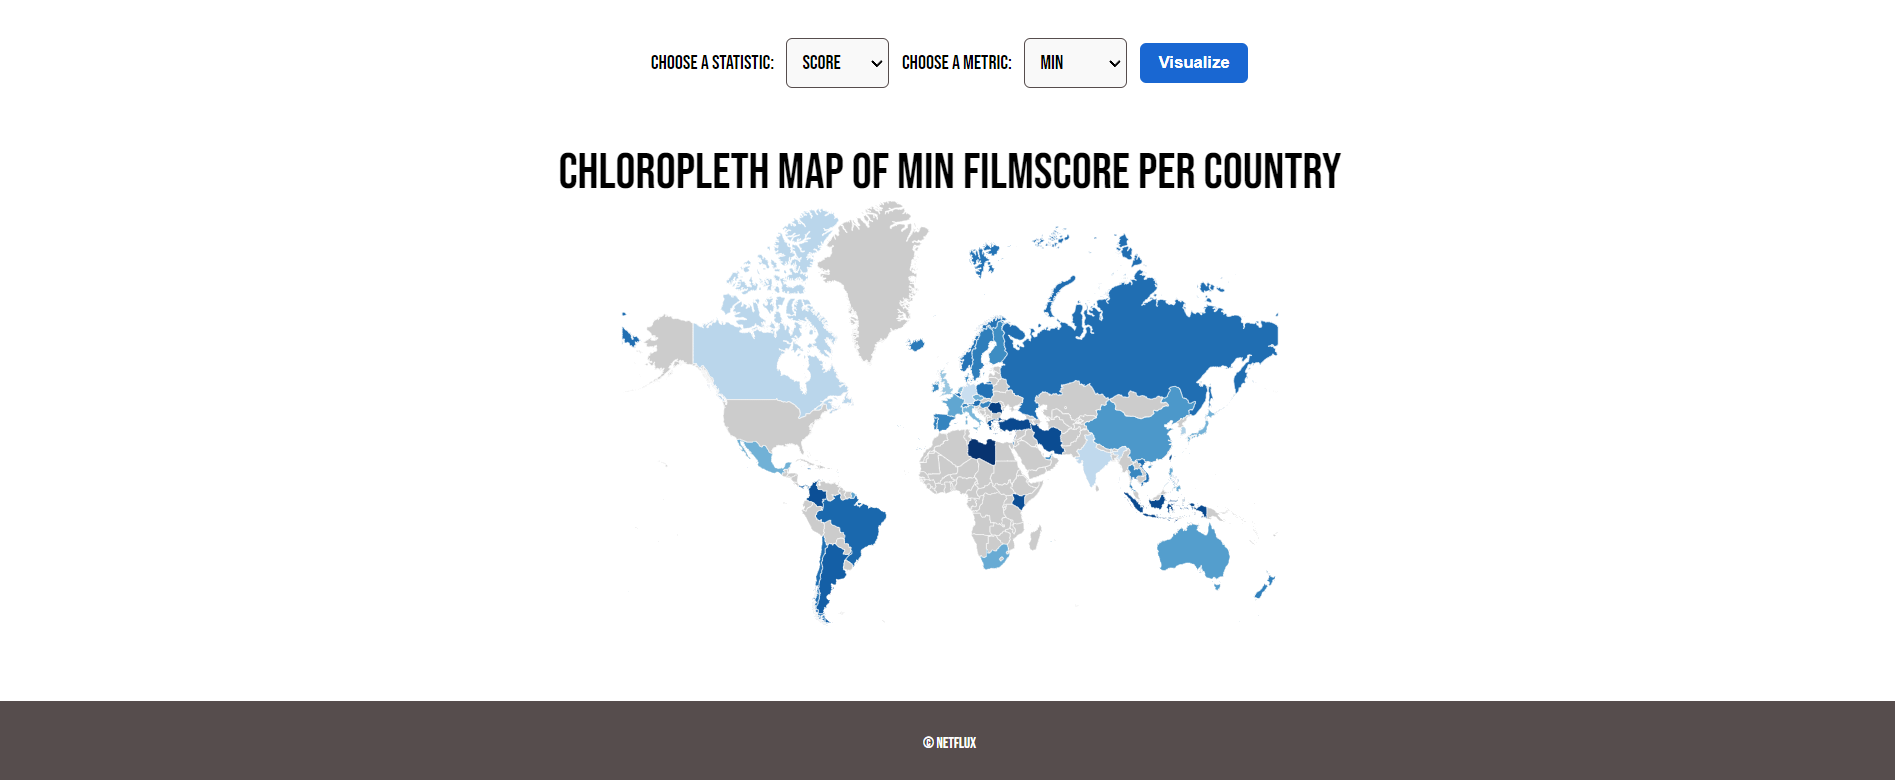 CHOOSE A STATISTIC: SCORE CHOOSE A METRIC: MIN Visualize
CHLOROPLETH MAP OF MIN FILMSCORE PER COUNTRY
© NETFLUX